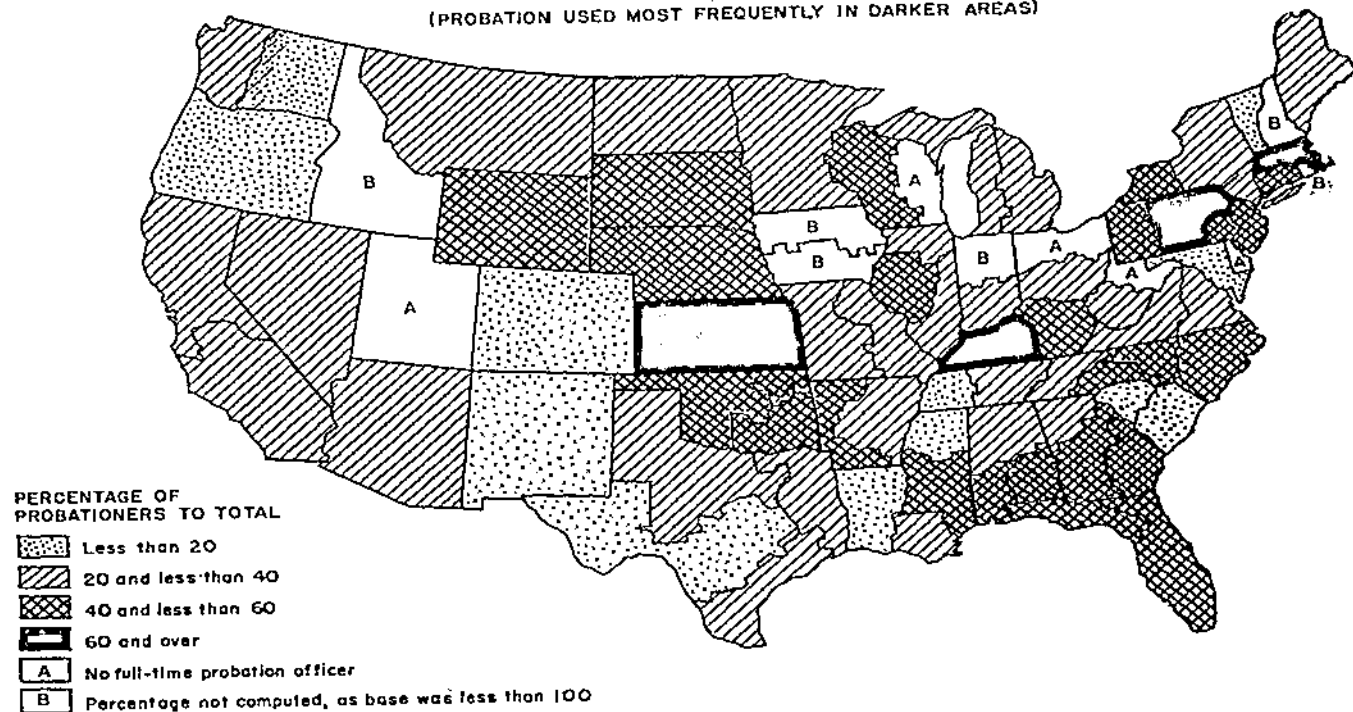 (PROBATION USED MOST FREQUENTLY IN DARKER AREAS)
B
A
B
B
A
B
A
A
A
B
B
PERCENTAGE OF
PROBATIONERS TO TOTAL
Less than 20
20 and less than 40
40 and less than 60
60 and over
A No full-time probation officer
B Percentage not computed, as base was less than 100